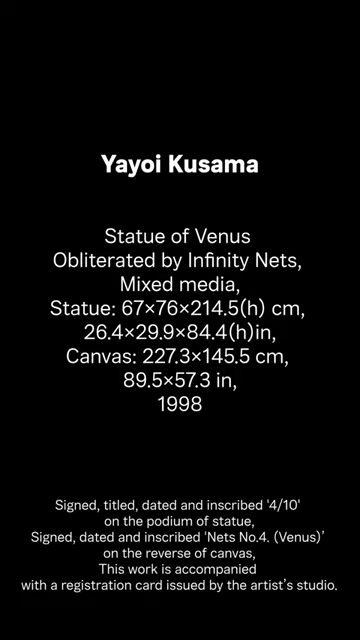 Yayoi Kusama
Statue of Venus
Obliterated by Infinity Nets,
Mixed media,
Statue: 67×76×214.5(h) cm,
26.4×29.9×84.4(h)in,
Canvas: 227.3×145.5 cm,
89.5×57.3 in,
1998
Signed, titled, dated and inscribed '4/10'
on the podium of statue,
Signed, dated and inscribed 'Nets No.4. (Venus)’
on the reverse of canvas,
This work is accompanied
with a registration card issued by the artist’s studio.